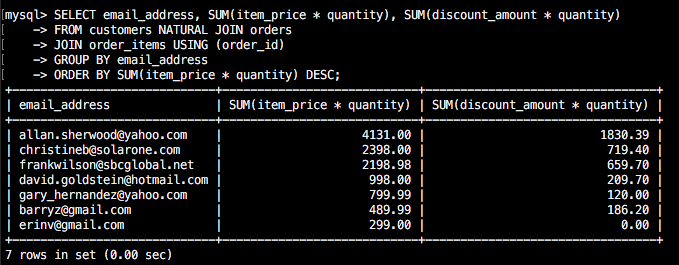 mysql> SELECT email_address, SUM(item_price * quantity), SUM(discount_amount * quantity)
    -> FROM customers NATURAL JOIN orders
    -> JOIN order_items USING (order_id)
    -> GROUP BY email_address
    -> ORDER BY SUM(item_price * quantity) DESC;
+-------------------------+----------------------------+---------------------------------+
| email_address           | SUM(item_price * quantity) | SUM(discount_amount * quantity) |
+-------------------------+----------------------------+---------------------------------+
| allan.sherwood@yahoo.com |                    4131.00 |                         1830.39 |
| christineb@solarone.com |                    2398.00 |                          719.40 |
| frankwilson@sbcglobal.net |                    2198.98 |                          659.70 |
| david.goldstein@hotmail.com |                     998.00 |                          209.70 |
| gary_hernandez@yahoo.com |                     799.99 |                          120.00 |
| barryz@gmail.com        |                     489.99 |                          186.20 |
| erinv@gmail.com         |                     299.00 |                            0.00 |
+-------------------------+----------------------------+---------------------------------+
7 rows in set (0.00 sec)